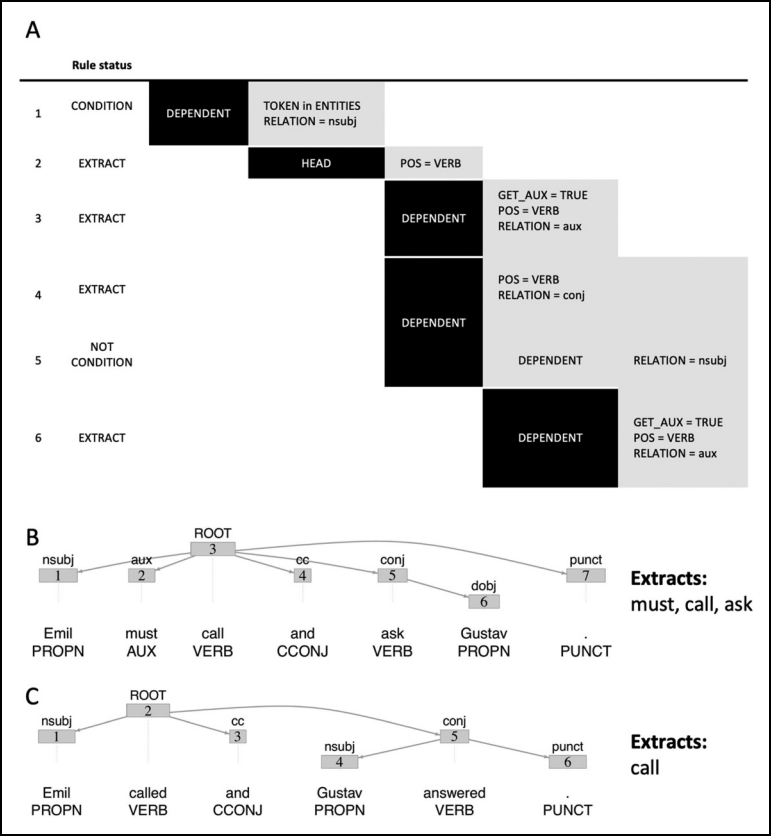 A
Rule status
1 CONDITION DEPENDENT TOKEN in ENTITIES
RELATION = nsubj
2 EXTRACT HEAD POS = VERB
3 EXTRACT DEPENDENT GET_AUX = TRUE
POS = VERB
RELATION = aux
4 EXTRACT DEPENDENT POS = VERB
RELATION = conj
5 NOT
CONDITION DEPENDENT RELATION = nsubj
6 EXTRACT DEPENDENT GET_AUX = TRUE
POS = VERB
RELATION = aux
B
ROOT
3
nsubj aux cc conj punct
1 2 4 5 7
dobj
6
Emil must call and ask Gustav .
PROPN AUX VERB CCONJ VERB PROPN PUNCT
Extracts:
must, call, ask
C
ROOT
2
nsubj cc conj
1 3 5
nsubj punct
4 6
Emil called and Gustav answered .
PROPN VERB CCONJ PROPN VERB PUNCT
Extracts:
call